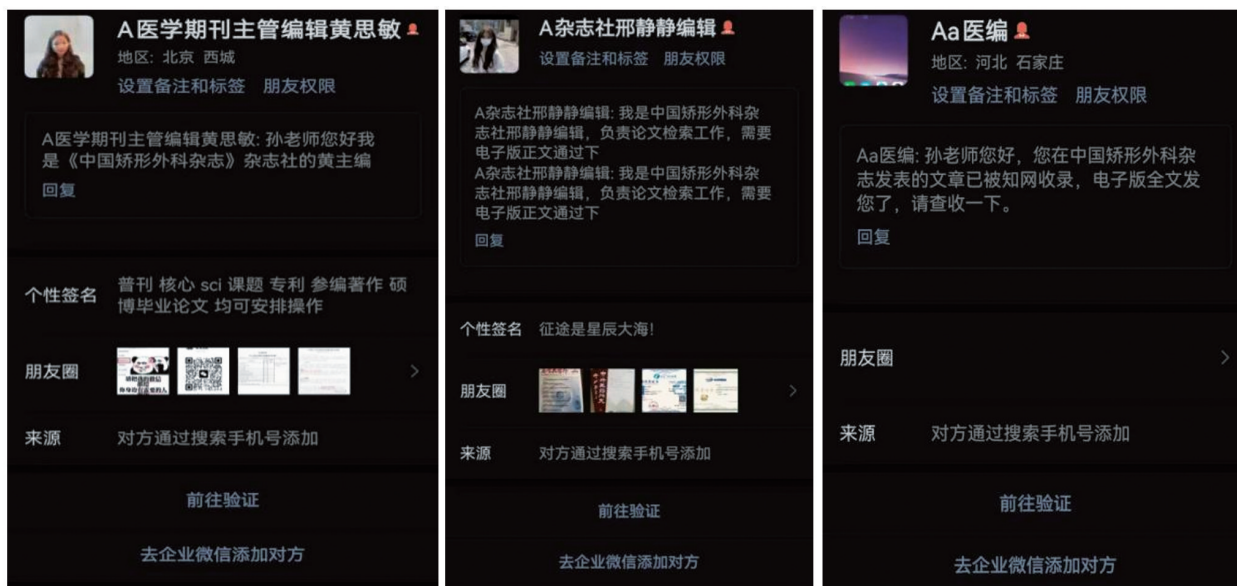 A医学期刊主管编辑黄思敏
地区: 北京 西城
设置备注和标签 朋友权限
A医学期刊主管编辑黄思敏: 孙老师您好我
是《中国矫形外科杂志》杂志社的黄主编
回复
个性签名
普刊 核心 sci 课题 专利 参编著作 硕
博毕业论文 均可安排操作
朋友圈
来源
对方通过搜索手机号添加
前往验证
去企业微信添加对方
A杂志社邢静静编辑
设置备注和标签 朋友权限
A杂志社邢静静编辑: 我是中国矫形外科杂
志社邢静静编辑，负责论文检索工作，需要
电子版正文通过下
A杂志社邢静静编辑: 我是中国矫形外科杂
志社邢静静编辑，负责论文检索工作，需要
电子版正文通过下
回复
个性签名
征途是星辰大海!
朋友圈
来源
对方通过搜索手机号添加
前往验证
去企业微信添加对方
Aa医编
地区: 河北 石家庄
设置备注和标签 朋友权限
Aa医编: 孙老师您好，您在中国矫形外科杂
志发表的文章已被知网收录，电子版全文发
您了，请查收一下。
回复
朋友圈
来源
对方通过搜索手机号添加
前往验证
去企业微信添加对方